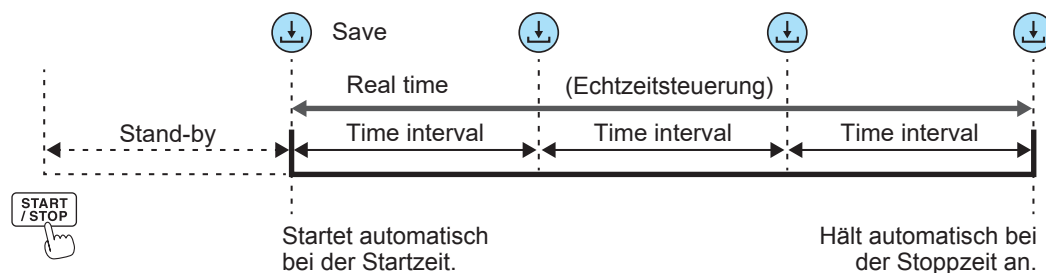 Save
Real time (Echtzeitsteuerung)
Stand-by Time interval Time interval Time interval
START
/ STOP
Startet automatisch
bei der Startzeit.
Hält automatisch bei
der Stoppzeit an.